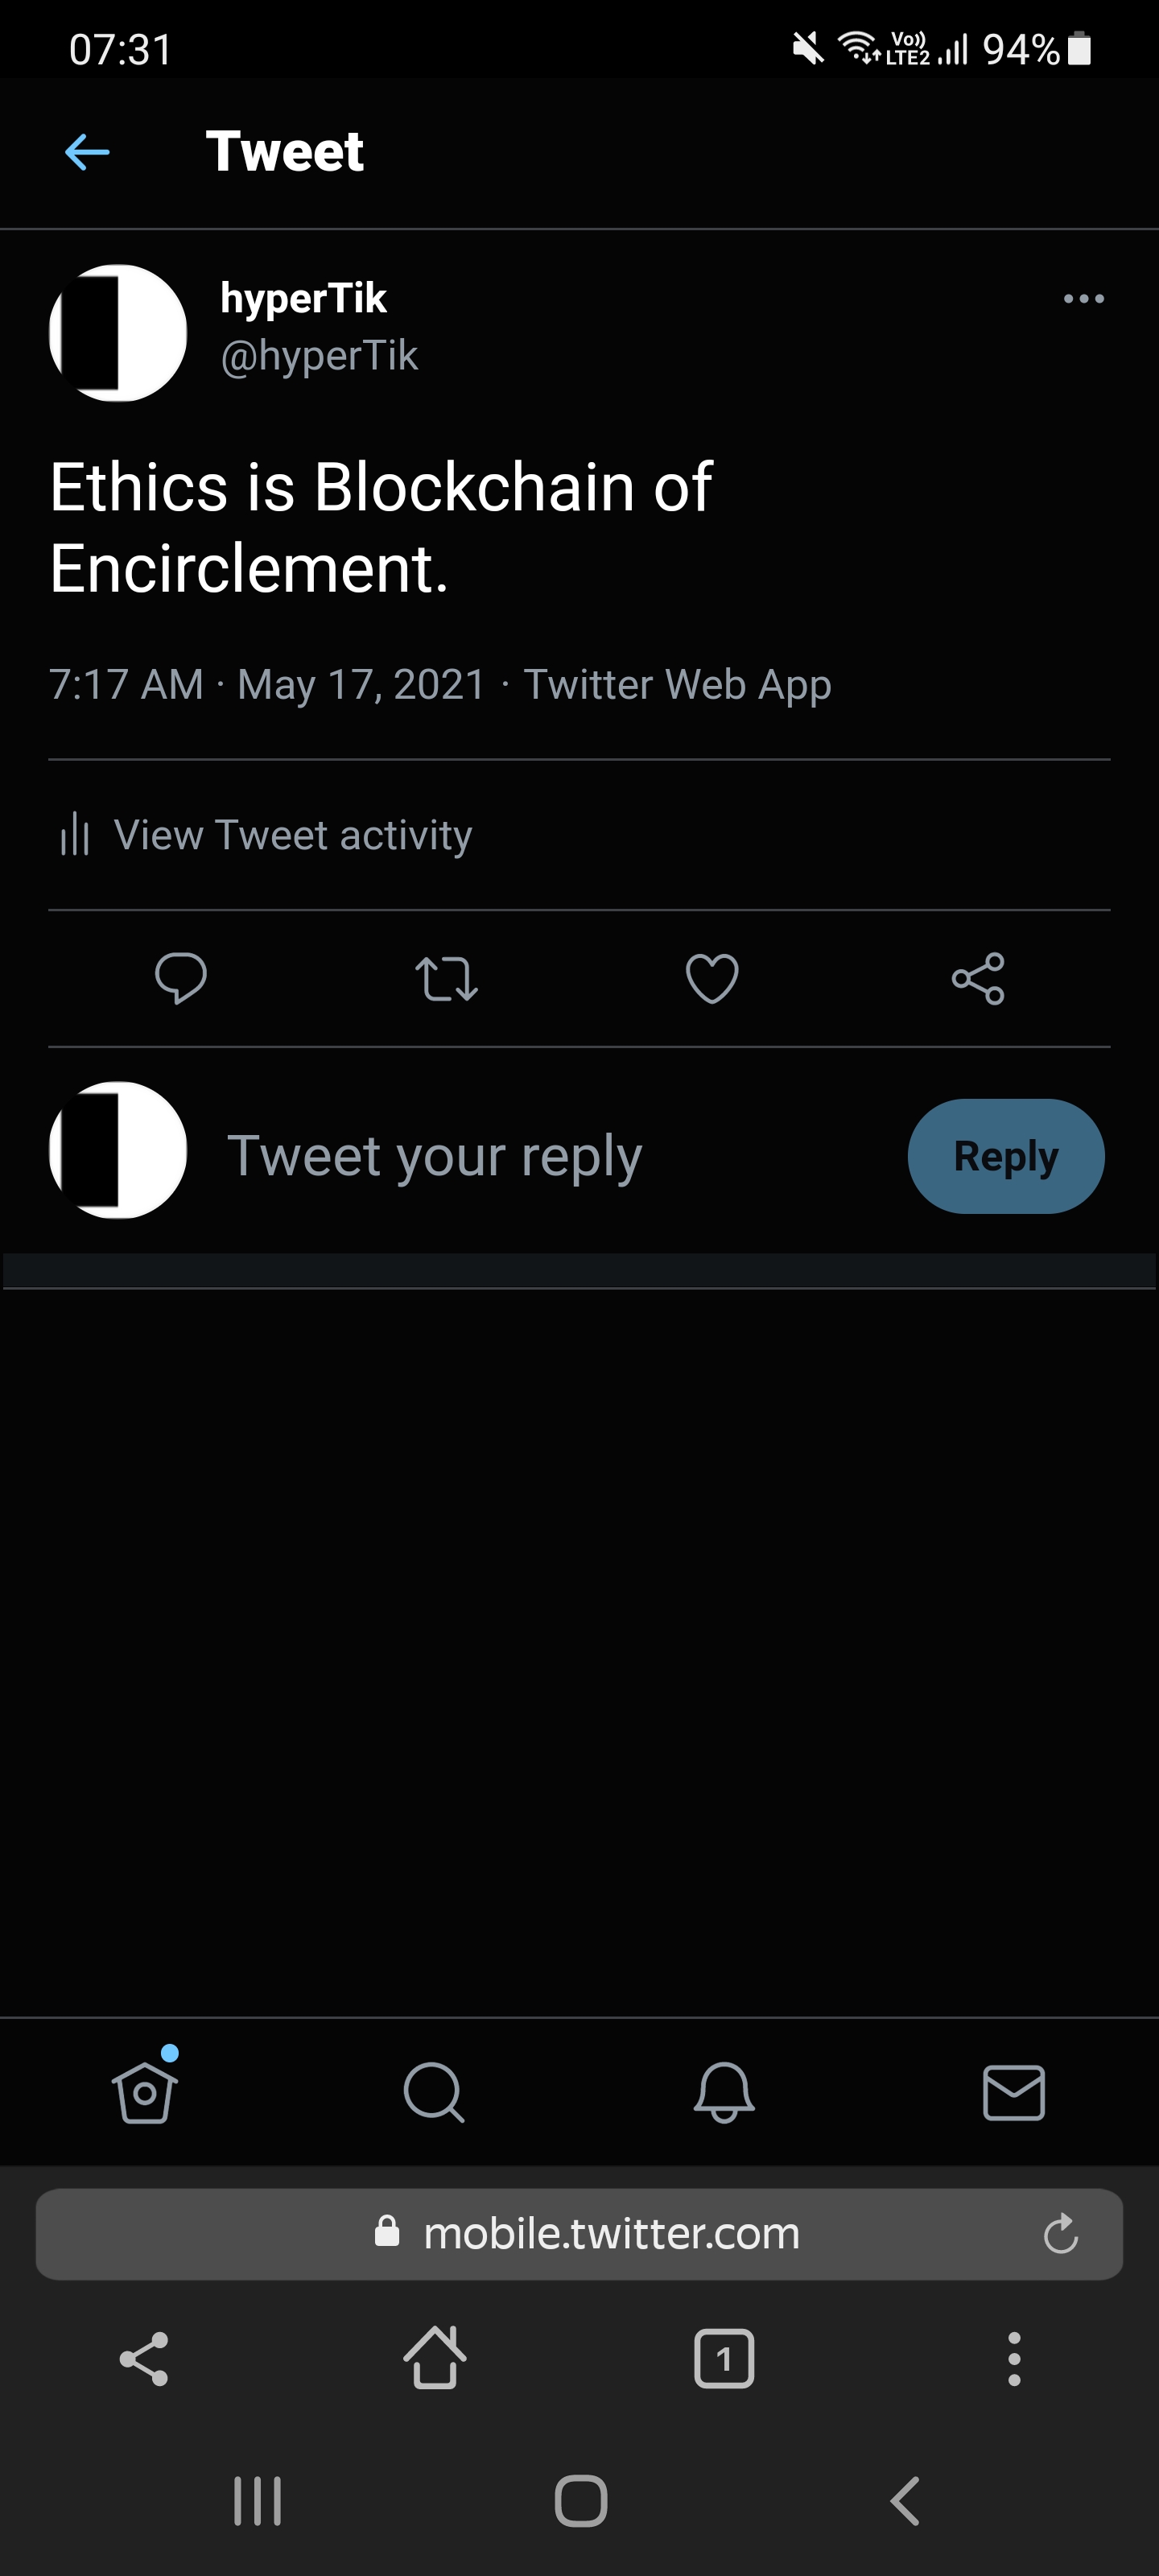 07:31
Vo)) LTE2 94%
Tweet
hyperTik
@hyperTik
Ethics is Blockchain of
Encirclement.
7:17 AM · May 17, 2021 · Twitter Web App
View Tweet activity
Tweet your reply
Reply
mobile.twitter.com
1